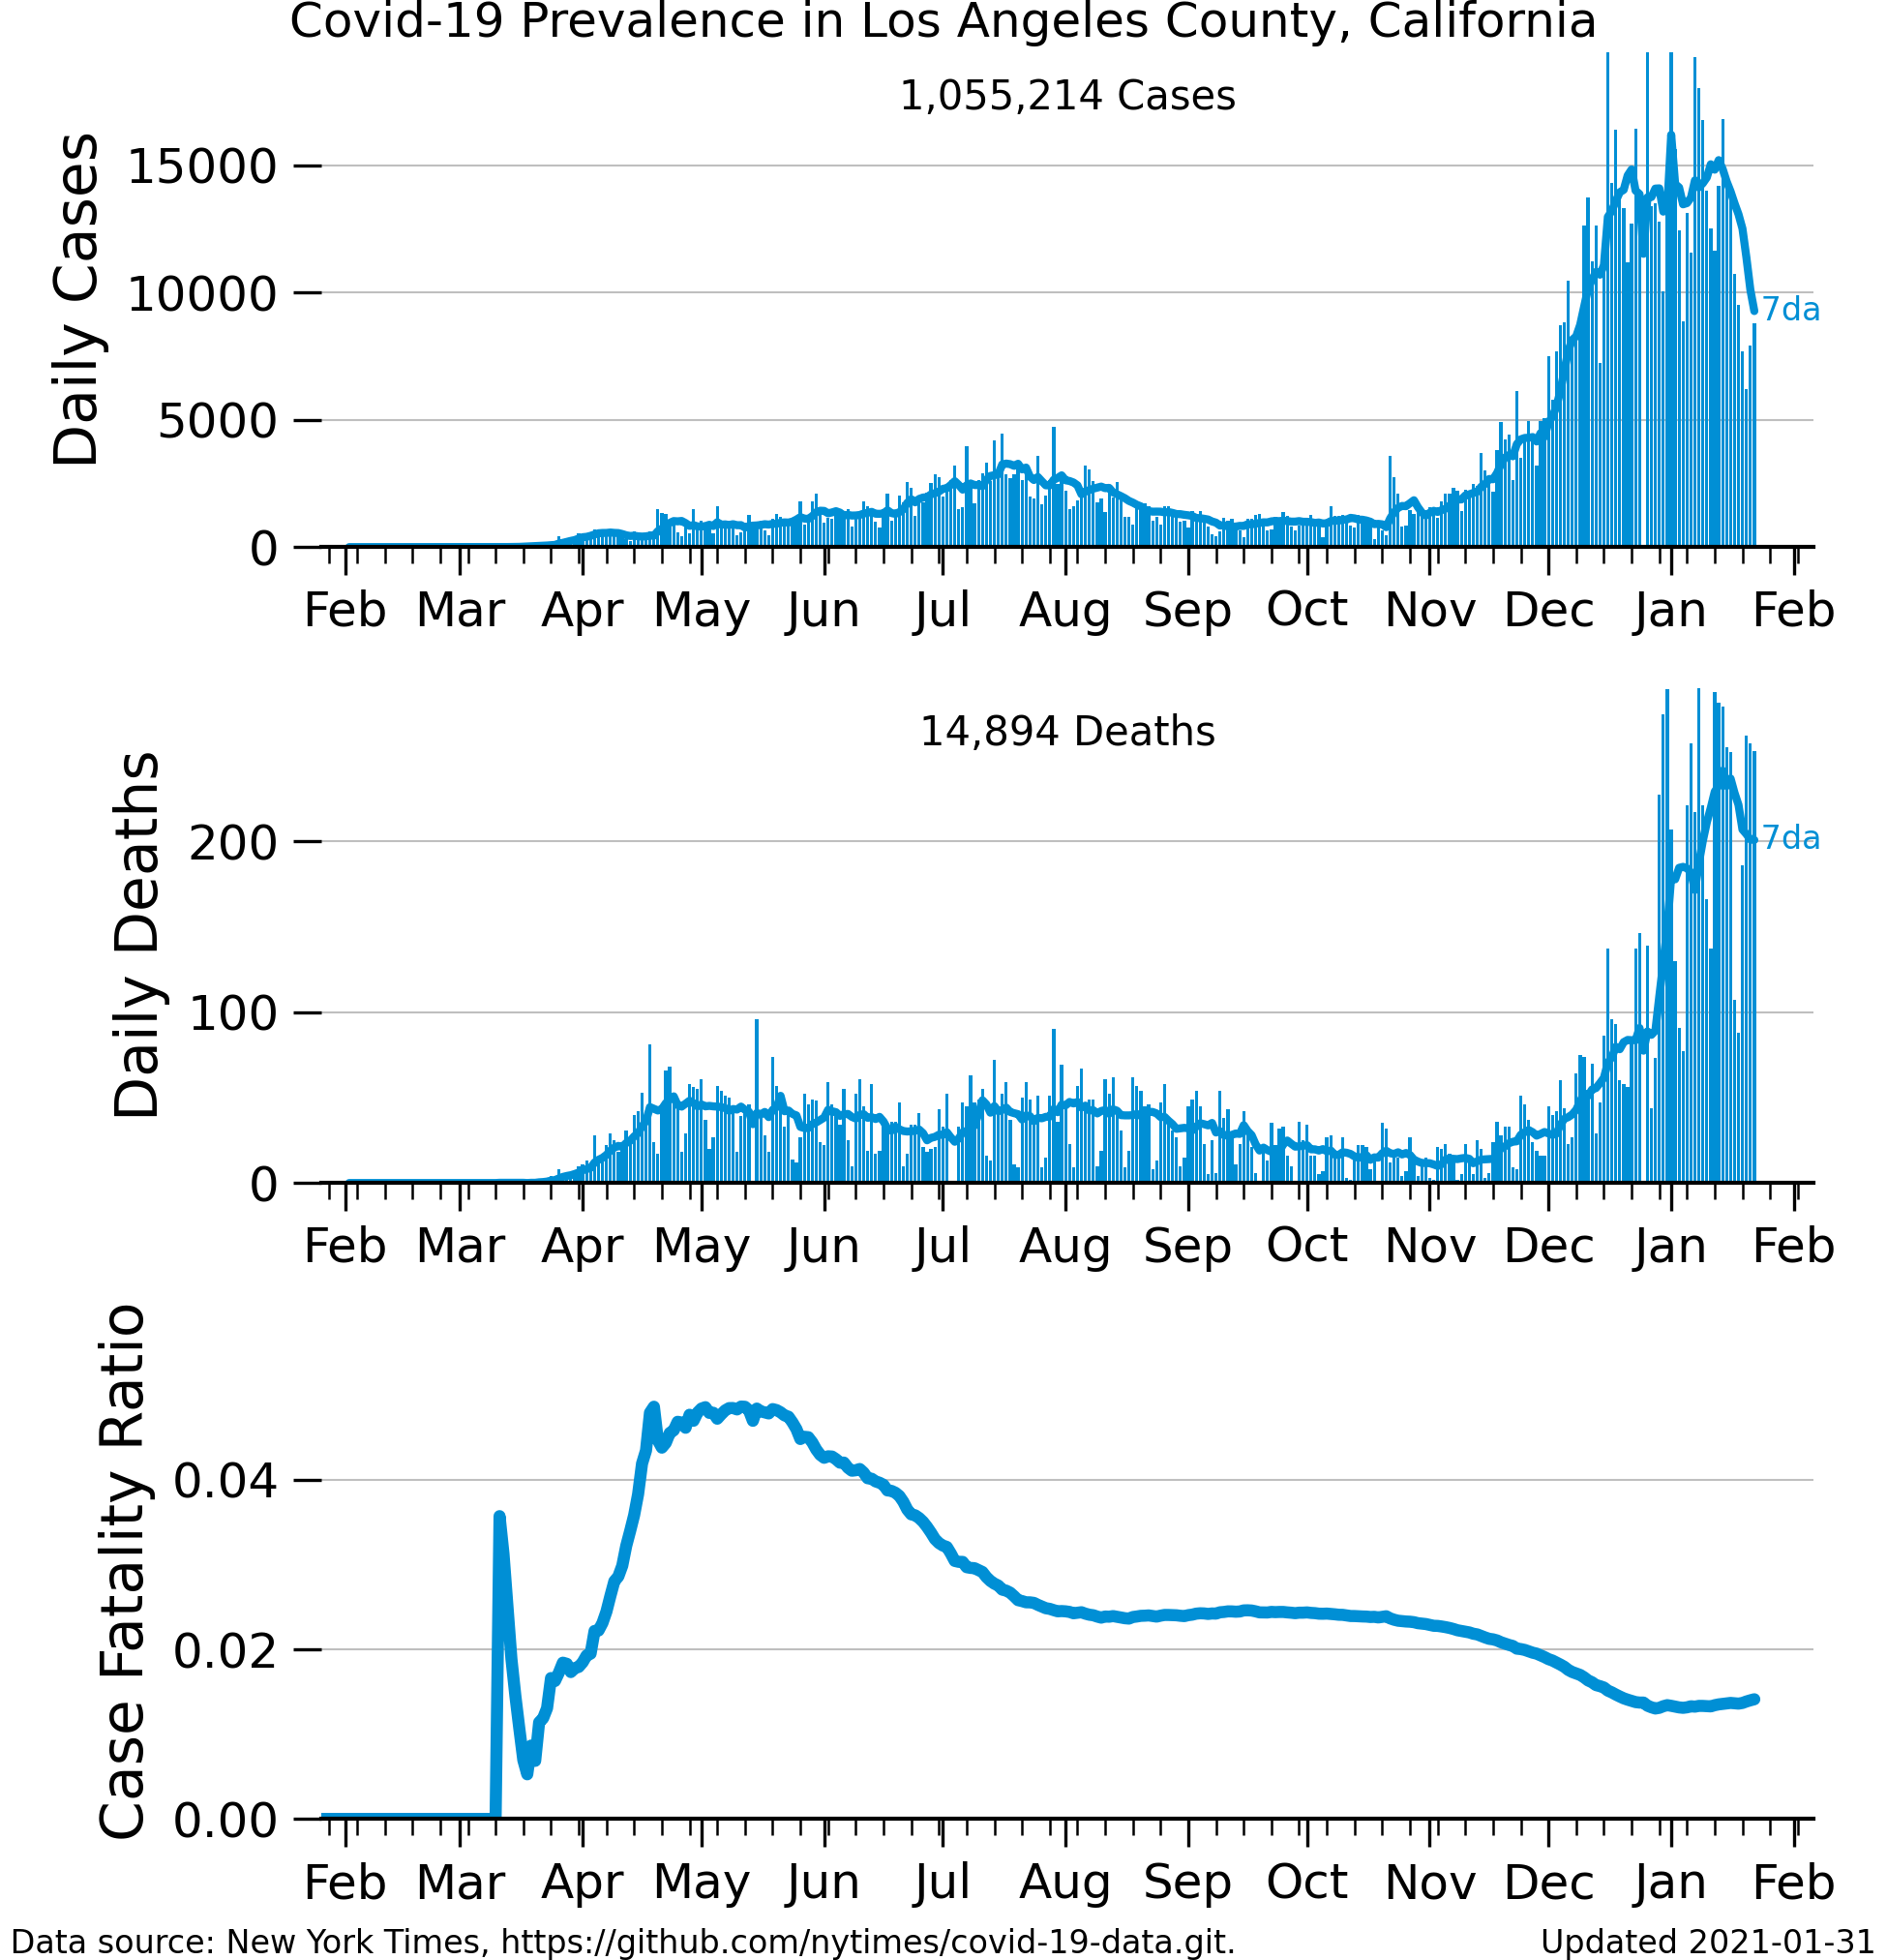 Covid-19 Prevalence in Los Angeles County, California
1,055,214 Cases
Daily Cases
15000
10000
5000
0
7da
Feb Mar Apr May Jun Jul Aug Sep Oct Nov Dec Jan Feb
14,894 Deaths
Daily Deaths
200
100
0
7da
Feb Mar Apr May Jun Jul Aug Sep Oct Nov Dec Jan Feb
Case Fatality Ratio
0.04
0.02
0.00
Feb Mar Apr May Jun Jul Aug Sep Oct Nov Dec Jan Feb
Data source: New York Times, https://github.com/nytimes/covid-19-data.git.
Updated 2021-01-31